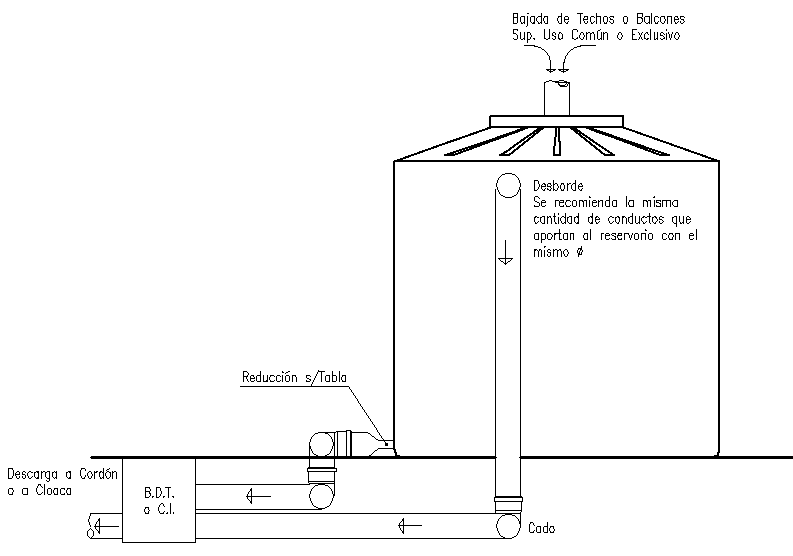 Bajada de Techos o Balcones
Sup. Uso Común o Exclusivo
Desborde
Se recomienda la misma
cantidad de conductos que
aportan al reservorio con el
mismo ø
Reducción s/Tabla
Descarga a Cordón
o a Cloaca
B.D.T.
o C.I.
Cado